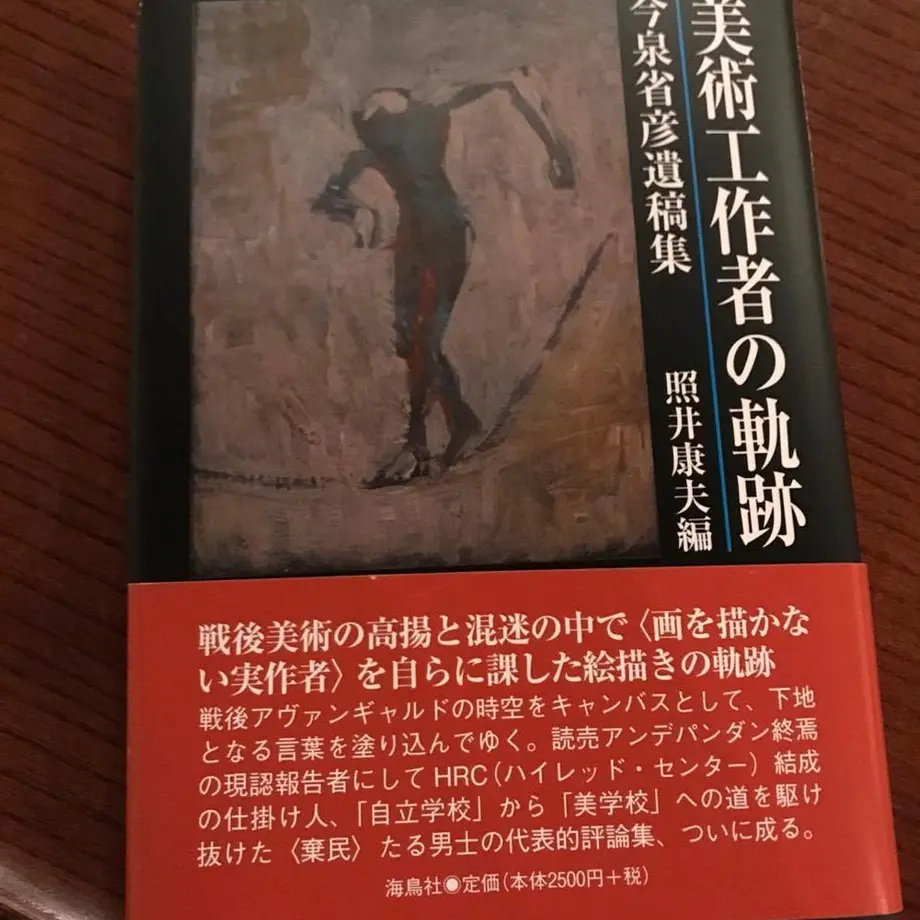 美術工作者の軌跡
今泉省彦遺稿集
照井康夫編
戦後美術の高揚と混迷の中で〈画を描かな
い実作者〉を自らに課した絵描きの軌跡
戦後アヴァンギャルドの時空をキャンバスとして、下地
となる言葉を塗り込んでゆく。読売アンデパンダン終焉
の現認報告者にしてHRC(ハイレッド・センター)結成
の仕掛け人、「自立学校」から「美学校」への道を駆け
抜けた〈棄民〉たる男士の代表的評論集、ついに成る。
海鳥社◉定価(本体2500円+税)